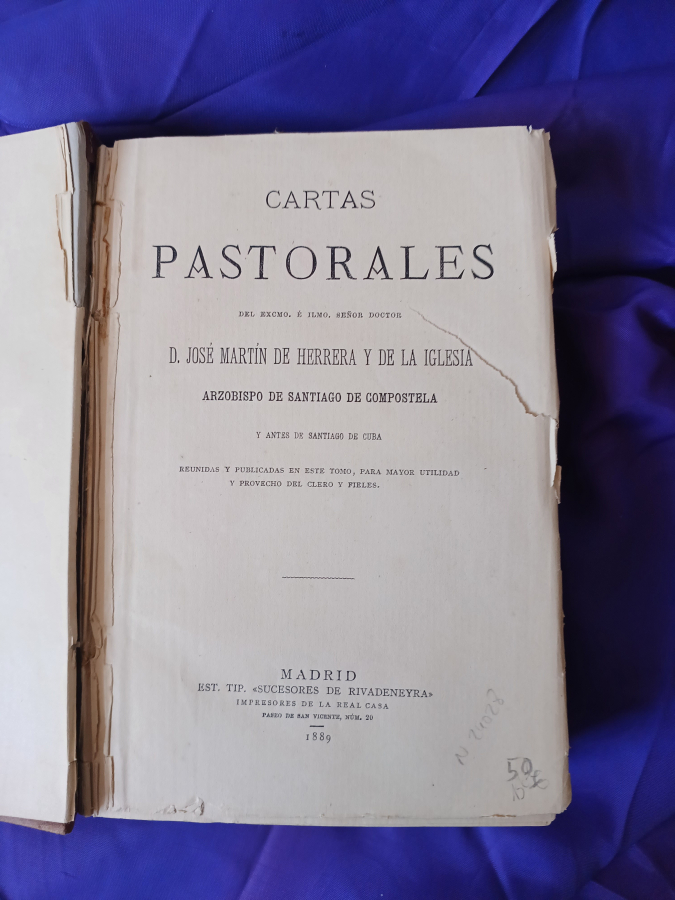 CARTAS
PASTORALES
DEL EXCMO. É ILMO. SEÑOR DOCTOR
D. JOSÉ MARTÍN DE HERRERA Y DE LA IGLESIA
ARZOBISPO DE SANTIAGO DE COMPOSTELA
Y ANTES DE SANTIAGO DE CUBA
REUNIDAS Y PUBLICADAS EN ESTE TOMO, PARA MAYOR UTILIDAD
Y PROVECHO DEL CLERO Y FIELES.
MADRID
EST. TIP. «SUCESORES DE RIVADENEYRA»
IMPRESORES DE LA REAL CASA
PASEO DE SAN VICENTE, NÚM. 20
1889
50